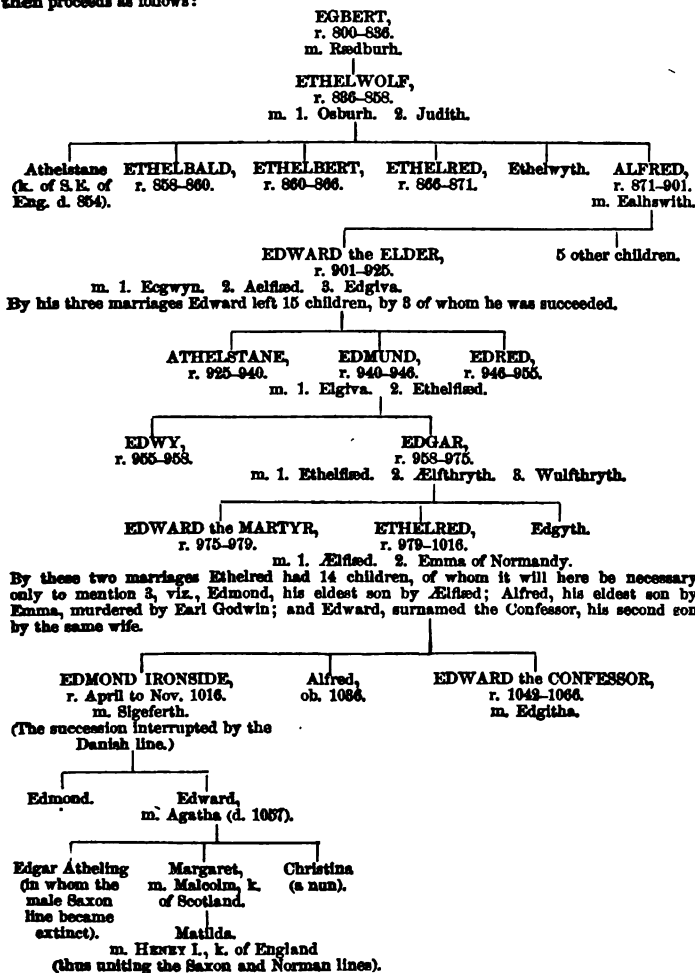 then proceeds as follows:
EGBERT,
r. 800–836.
m. Rædburh.
ETHELWOLF,
r. 836–858.
m. 1. Osburh. 2. Judith.
Athelstane ETHELBALD, ETHELBERT, ETHELRED, Ethelwyth. ALFRED,
(k. of S.E. of r. 858–860. r. 860–866. r. 866–871. r. 871–901.
Eng. d. 854). m. Ealhswith.
EDWARD the ELDER, 5 other children.
r. 901–925.
m. 1. Ecgwyn. 2. Aelflæd. 3. Edgiva.
By his three marriages Edward left 15 children, by 3 of whom he was succeeded.
ATHELSTANE, EDMUND, EDRED,
r. 925–940. r. 940–946. r. 946–955.
m. 1. Elgiva. 2. Ethelflæd.
EDWY, EDGAR,
r. 955–958. r. 958–975.
m. 1. Ethelflæd. 2. Ælfthryth. 3. Wulfthryth.
EDWARD the MARTYR, ETHELRED, Edgyth.
r. 975–979. r. 979–1016.
m. 1. Ælflæd. 2. Emma of Normandy.
By these two marriages Ethelred had 14 children, of whom it will here be necessary
only to mention 3, viz., Edmond, his eldest son by Ælflæd; Alfred, his eldest son by
Emma, murdered by Earl Godwin; and Edward, surnamed the Confessor, his second son
by the same wife.
EDMOND IRONSIDE, Alfred, EDWARD the CONFESSOR,
r. April to Nov. 1016. ob. 1036. r. 1042–1066.
m. Sigeferth. m. Edgitha.
(The succession interrupted by the
Danish line.)
Edmond. Edward,
m. Agatha (d. 1057).
Edgar Atheling Margaret, Christina
(in whom the m. Malcolm, k. (a nun).
male Saxon of Scotland.
line became
extinct). Matilda.
m. HENRY I., k. of England
(thus uniting the Saxon and Norman lines).